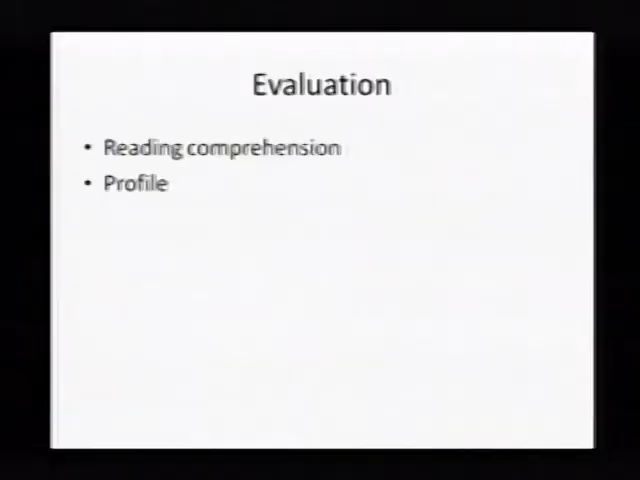 Evaluation
• Reading comprehension
• Profile